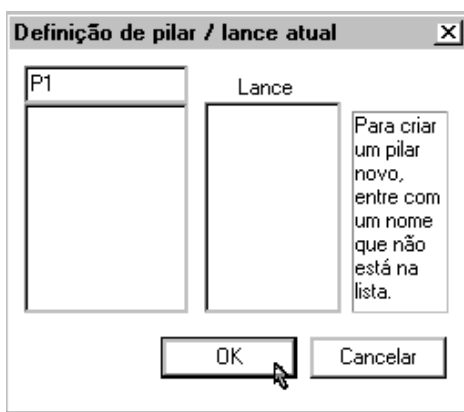 Definição de pilar / lance atual
P1
Lance
Para criar
um pilar
novo,
entre com
um nome
que não
está na
lista.
OK
Cancelar